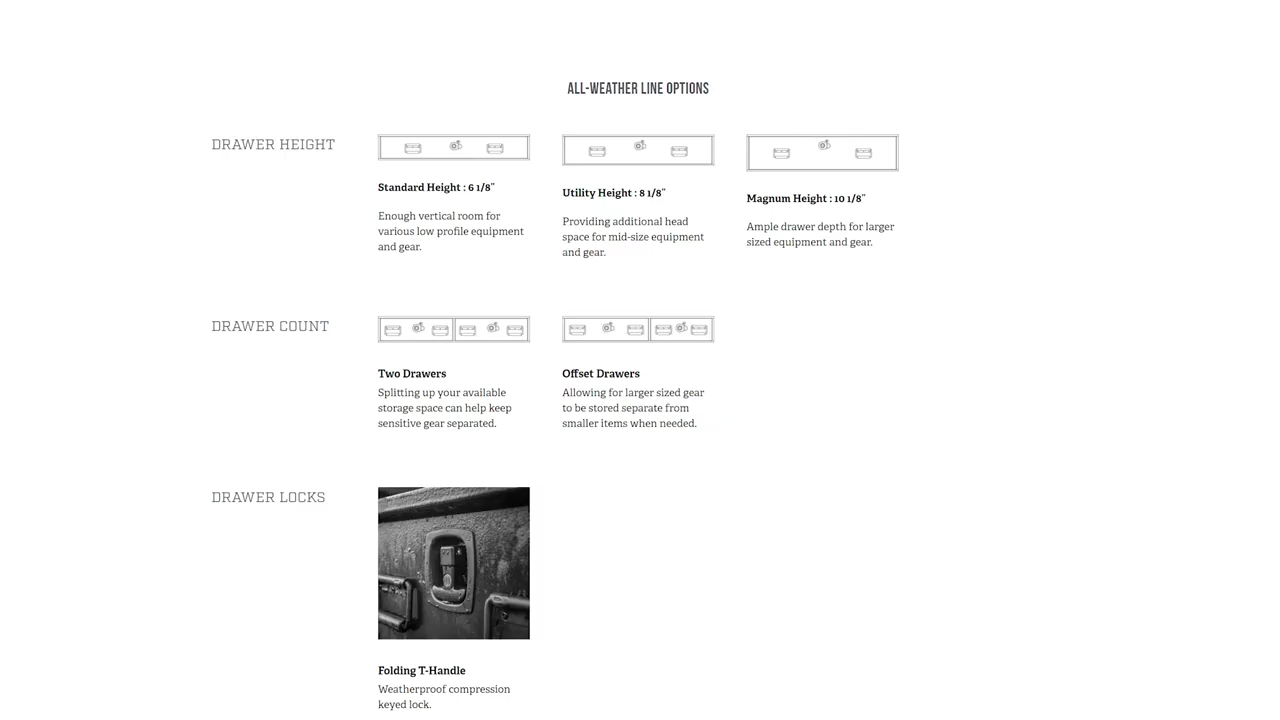 ALL-WEATHER LINE OPTIONS
DRAWER HEIGHT
Standard Height : 6 1/8"
Enough vertical room for
various low profile equipment
and gear.
Utility Height : 8 1/8"
Providing additional head
space for mid-size equipment
and gear.
Magnum Height : 10 1/8"
Ample drawer depth for larger
sized equipment and gear.
DRAWER COUNT
Two Drawers
Splitting up your available
storage space can help keep
sensitive gear separated.
Offset Drawers
Allowing for larger sized gear
to be stored separate from
smaller items when needed.
DRAWER LOCKS
Folding T-Handle
Weatherproof compression
keyed lock.